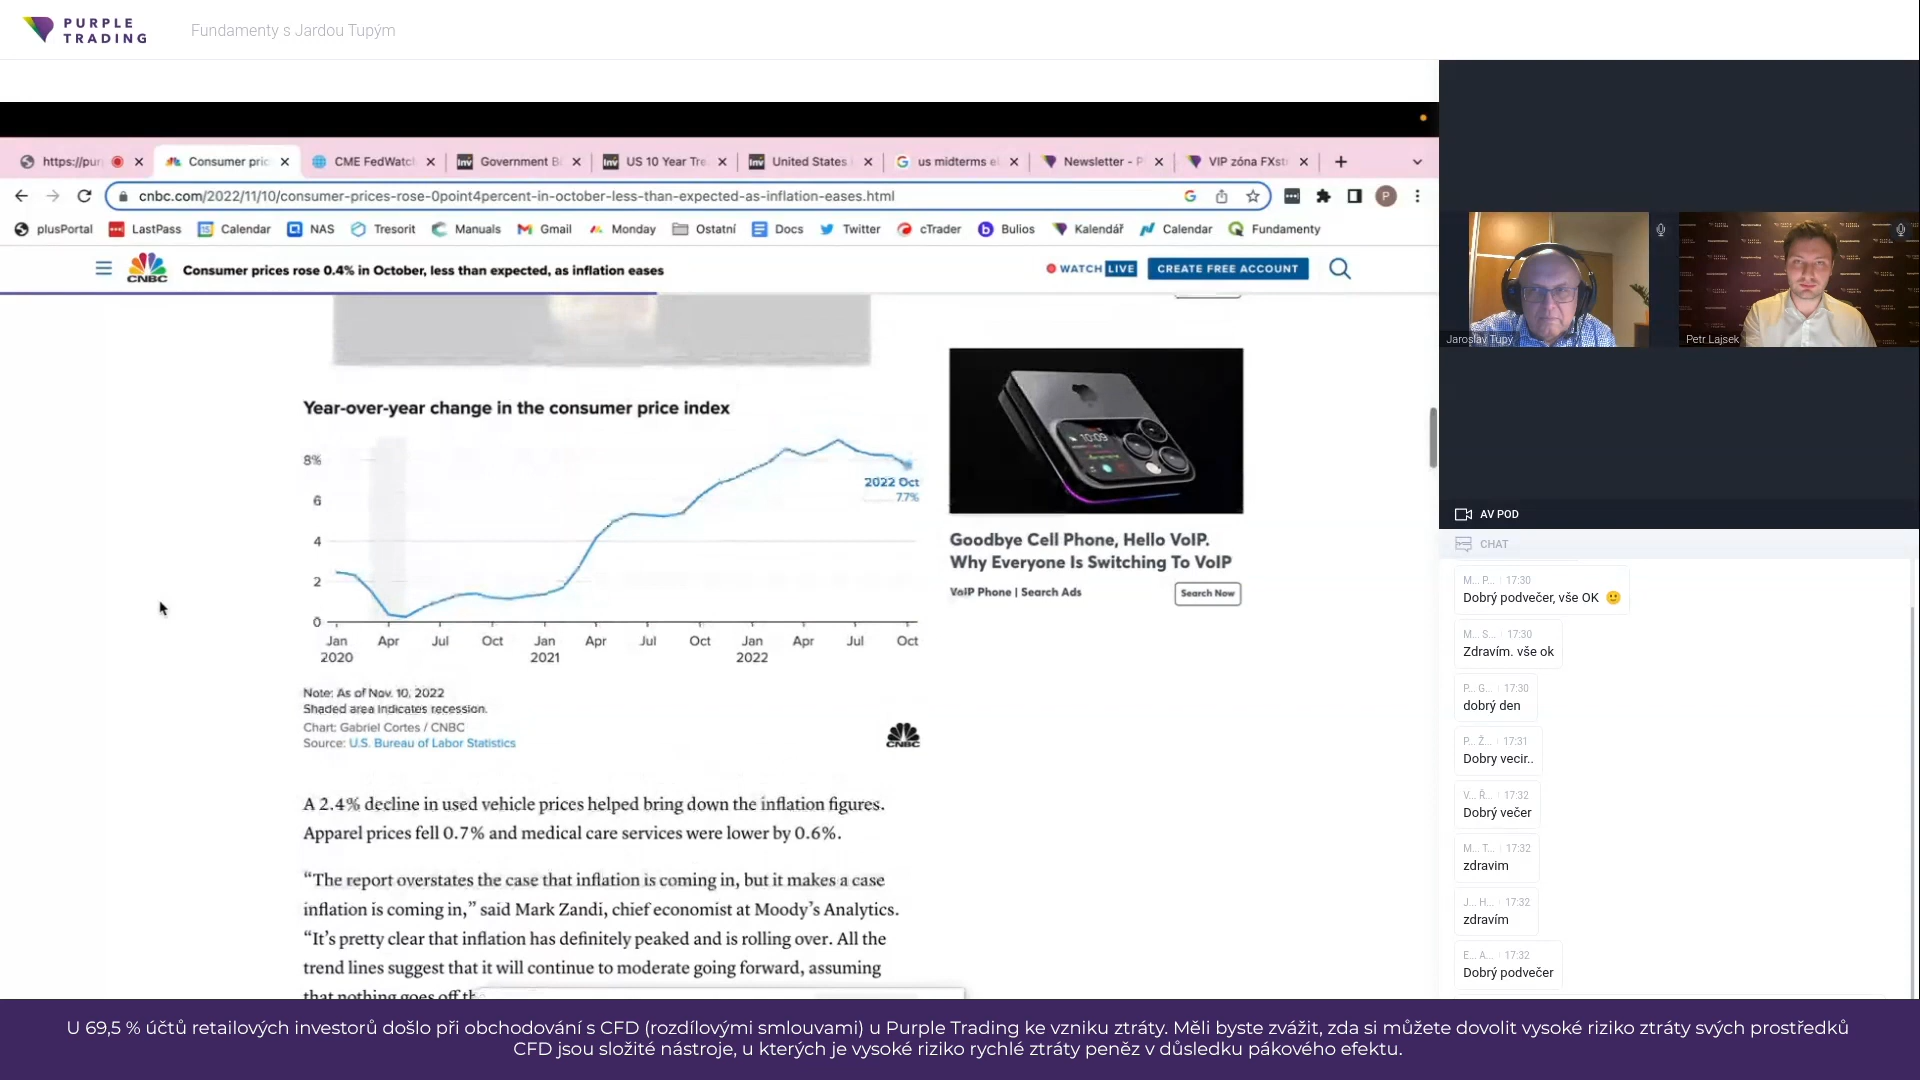 PURPLE
TRADING
Fundamenty s Jardou Tupým
https://pur
Consumer pric
CME FedWatc
Government B
US 10 Year Tre
United States
us midterms e
Newsletter - P
VIP zóna FXst
cnbc.com/2022/11/10/consumer-prices-rose-0point4percent-in-october-less-than-expected-as-inflation-eases.html
plusPortal
LastPass
Calendar
NAS
Tresorit
Manuals
Gmail
Monday
Ostatní
Docs
Twitter
cTrader
Bulios
Kalendář
Calendar
Fundamenty
CNBC
Consumer prices rose 0.4% in October, less than expected, as inflation eases
WATCH LIVE
CREATE FREE ACCOUNT
Year-over-year change in the consumer price index
8%
6
4
2
0
2022 Oct
7.7%
Jan Apr Jul Oct Jan Apr Jul Oct Jan Apr Jul Oct
2020 2021 2022
Note: As of Nov. 10, 2022
Shaded area indicates recession.
Chart: Gabriel Cortes / CNBC
Source: U.S. Bureau of Labor Statistics
CNBC
10:09
Goodbye Cell Phone, Hello VoIP.
Why Everyone Is Switching To VoIP
VoIP Phone | Search Ads
Search Now
A 2.4% decline in used vehicle prices helped bring down the inflation figures.
Apparel prices fell 0.7% and medical care services were lower by 0.6%.
“The report overstates the case that inflation is coming in, but it makes a case
inflation is coming in,” said Mark Zandi, chief economist at Moody’s Analytics.
“It’s pretty clear that inflation has definitely peaked and is rolling over. All the
trend lines suggest that it will continue to moderate going forward, assuming
that nothing goes off th
Jaroslav Tupý
Petr Lajsek
AV POD
CHAT
M... P... 17:30
Dobrý podvečer, vše OK 🙂
M... S... 17:30
Zdravím. vše ok
P... G... 17:30
dobrý den
P... Ž... 17:31
Dobry vecir..
V... Ř... 17:32
Dobrý večer
M... T... 17:32
zdravim
J... H... 17:32
zdravím
E... A... 17:32
Dobrý podvečer
U 69,5 % účtů retailových investorů došlo při obchodování s CFD (rozdílovými smlouvami) u Purple Trading ke vzniku ztráty. Měli byste zvážit, zda si můžete dovolit vysoké riziko ztráty svých prostředků
CFD jsou složité nástroje, u kterých je vysoké riziko rychlé ztráty peněz v důsledku pákového efektu.